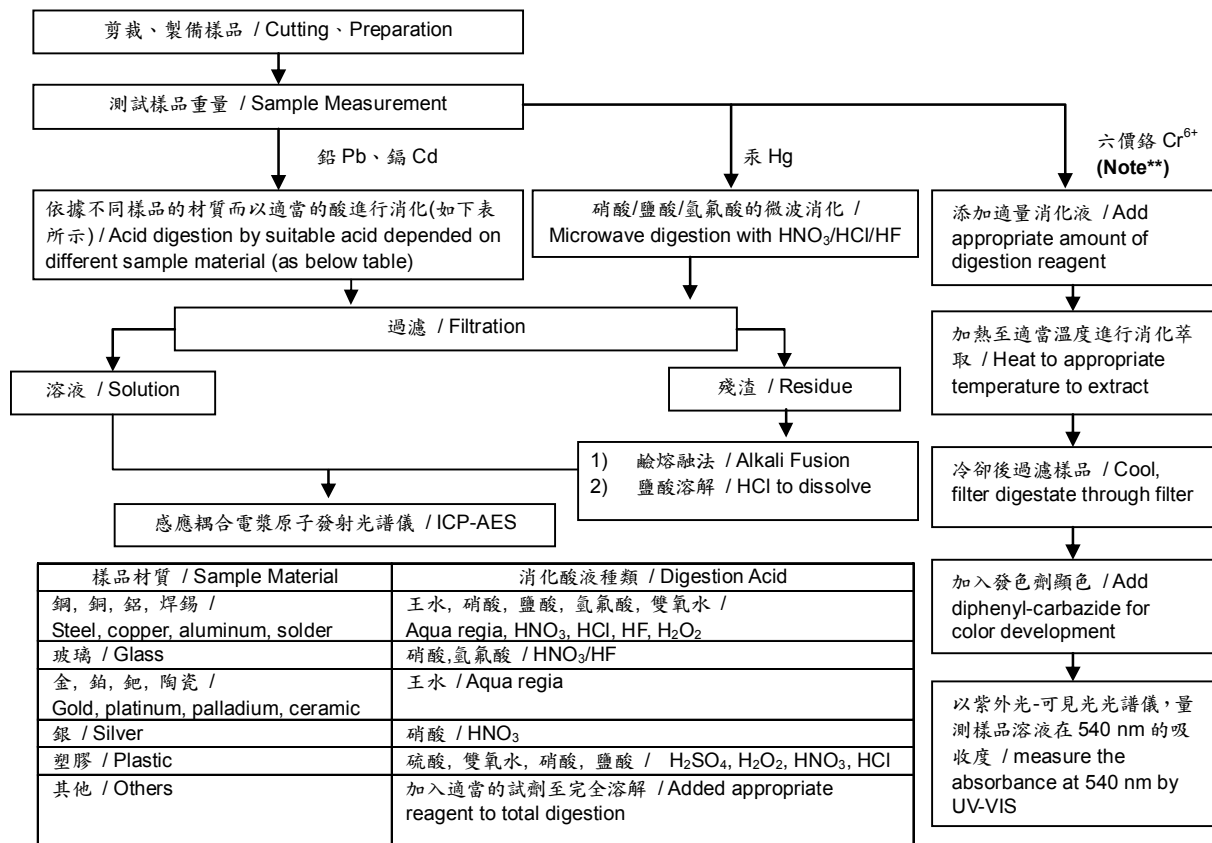 剪裁、製備樣品 / Cutting、Preparation
測試樣品重量 / Sample Measurement
鉛 Pb、鎘 Cd
汞 Hg
六價鉻 Cr⁶⁺
(Note**)
依據不同樣品的材質而以適當的酸進行消化(如下表
所示) / Acid digestion by suitable acid depended on
different sample material (as below table)
硝酸/鹽酸/氫氟酸的微波消化 /
Microwave digestion with HNO₃/HCl/HF
添加適量消化液 / Add
appropriate amount of
digestion reagent
過濾 / Filtration
加熱至適當溫度進行消化萃
取 / Heat to appropriate
temperature to extract
溶液 / Solution
殘渣 / Residue
1) 鹼熔融法 / Alkali Fusion
2) 鹽酸溶解 / HCl to dissolve
冷卻後過濾樣品 / Cool,
filter digestate through filter
感應耦合電漿原子發射光譜儀 / ICP-AES
加入發色劑顯色 / Add
diphenyl-carbazide for
color development
以紫外光-可見光光譜儀，量
測樣品溶液在 540 nm 的吸
收度 / measure the
absorbance at 540 nm by
UV-VIS
樣品材質 / Sample Material
消化酸液種類 / Digestion Acid
鋼, 銅, 鋁, 焊錫 /
Steel, copper, aluminum, solder
王水, 硝酸, 鹽酸, 氫氟酸, 雙氧水 /
Aqua regia, HNO₃, HCl, HF, H₂O₂
玻璃 / Glass
硝酸,氫氟酸 / HNO₃/HF
金, 鉑, 鈀, 陶瓷 /
Gold, platinum, palladium, ceramic
王水 / Aqua regia
銀 / Silver
硝酸 / HNO₃
塑膠 / Plastic
硫酸, 雙氧水, 硝酸, 鹽酸 / H₂SO₄, H₂O₂, HNO₃, HCl
其他 / Others
加入適當的試劑至完全溶解 / Added appropriate
reagent to total digestion